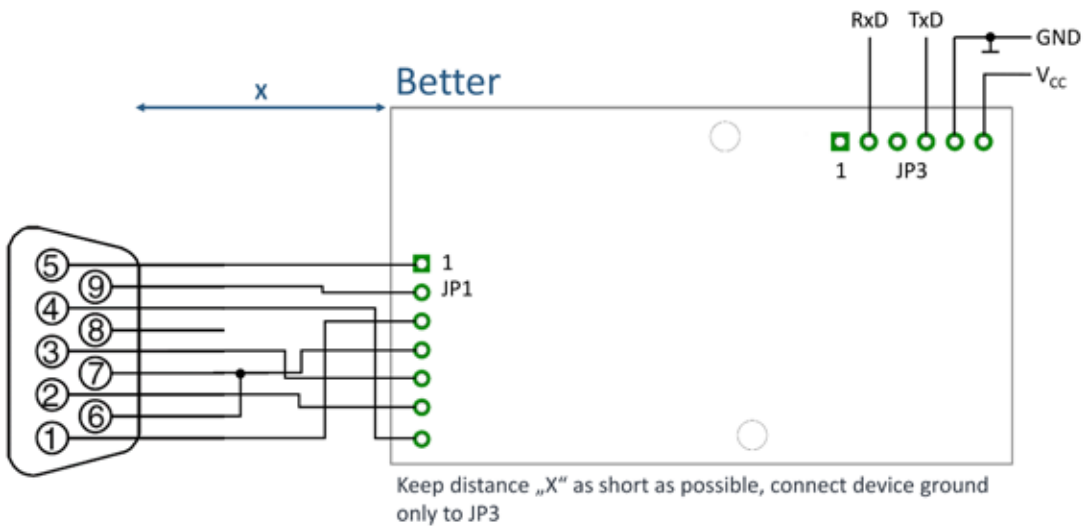 RxD TxD
GND
V_CC
Better
X
1 JP3
5
9
4
8
3
7
2
6
1
1
JP1
Keep distance „X“ as short as possible, connect device ground
only to JP3